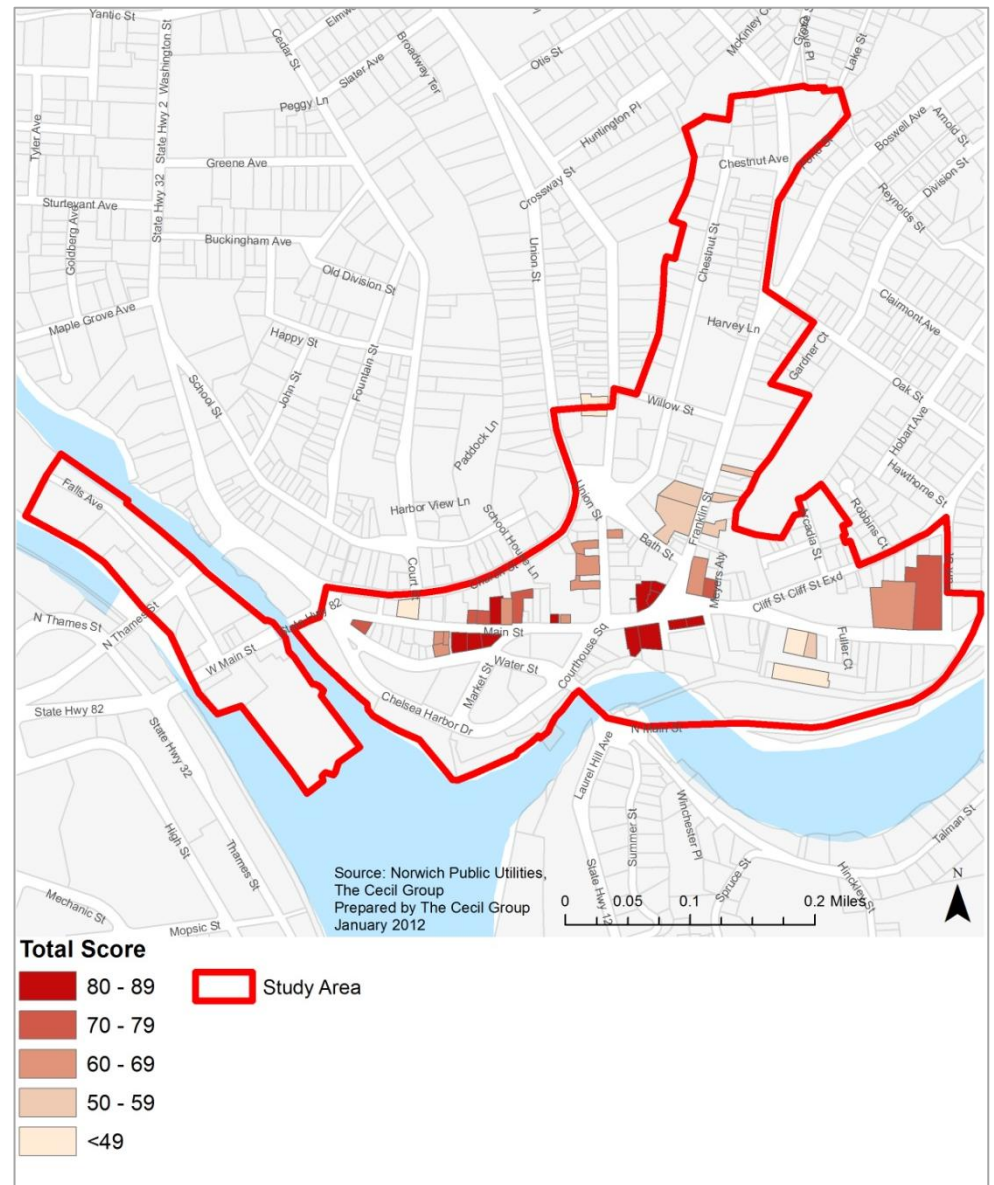 Yantic St
Elmw
Cedar St
Slater Ave
Broadway Ter
Otis St
McKinley
Lake St
Peggy Ln
Huntington Pl
State Hwy 2 Washington St
Tyler Ave
Greene Ave
Crossway St
Chestnut Ave
Boswell Ave
Arnold St
Division St
Reynolds St
Sturtevant Ave
State Hwy 32
Goldberg Ave
Buckingham Ave
Union St
Chestnut St
Old Division St
Clairmont Ave
Maple Grove Ave
Happy St
Harvey Ln
Gardner Ct
School St
John St
Fountain St
Oak St
Willow St
Hobart Ave
Paddock Ln
Hawthorne St
Falls Ave
Harbor View Ln
School House Ln
Union St
Franklin St
Robbins Ct
Arcadia St
Bath St
Court
Church St
Meyers Aly
Cliff St Cliff St Exd
N Thames St
N Thames St
State Hwy 82
Main St
Courthouse Sq
Fuller Ct
W Main St
Water St
Market St
Chelsea Harbor Dr
State Hwy 82
State Hwy 32
N Main St
Laurel Hill Ave
Summer St
Winchester Pl
Talman St
High St
Thames St
State Hwy 12
Spruce St
Hinckley St
Mechanic St
Mopsic St
Source: Norwich Public Utilities,
The Cecil Group
Prepared by The Cecil Group
January 2012
0 0.05 0.1 0.2 Miles
N
Total Score
80 - 89
Study Area
70 - 79
60 - 69
50 - 59
<49